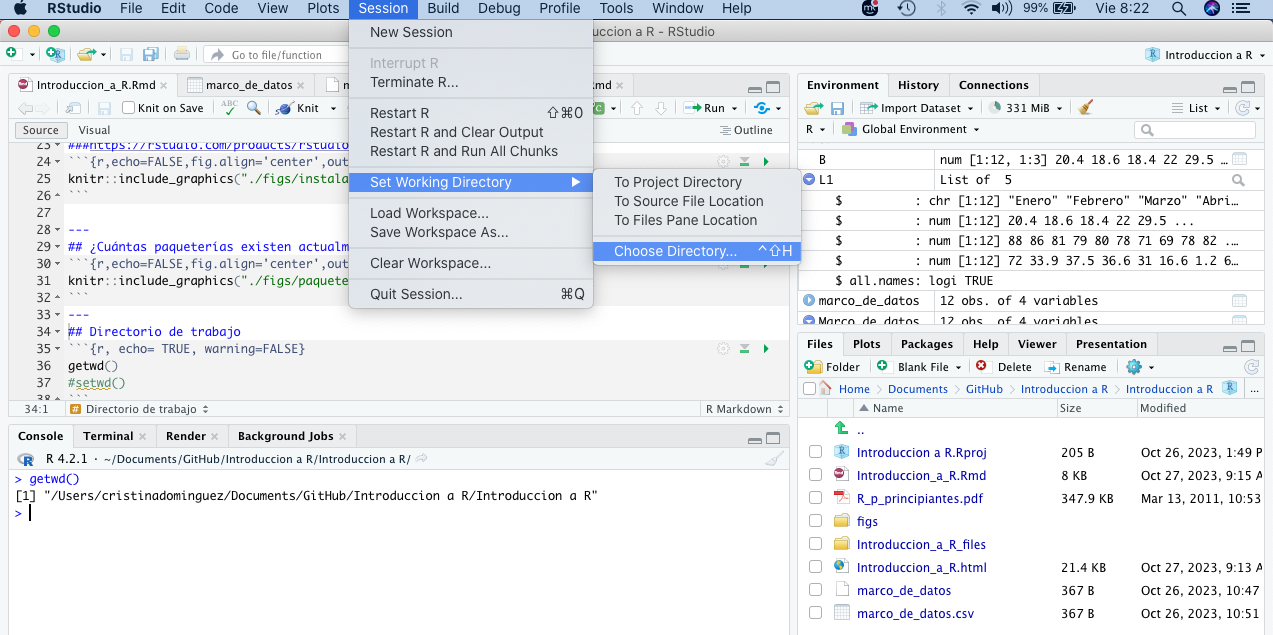 RStudio File Edit Code View Plots Session Build Debug Profile Tools Window Help 99% Vie 8:22
uccion a R - RStudio
Go to file/function
Introduccion a R
Introduccion_a_R.Rmd marco_de_datos
Knit on Save Knit Run
Source Visual Outline
23 ###https://rstudio.com/products/rstudio
24 ```{r,echo=FALSE,fig.align='center',out
25 knitr::include_graphics("./figs/instala
26 ```
27
28 ---
29 ## ¿Cuántas paqueterías existen actualm
30 ```{r,echo=FALSE,fig.align='center',out
31 knitr::include_graphics("./figs/paquete
32 ```
33 ---
34 ## Directorio de trabajo
35 ```{r, echo= TRUE, warning=FALSE}
36 getwd()
37 #setwd()
38 ```
34:1 # Directorio de trabajo R Markdown
New Session
Interrupt R
Terminate R...
Restart R ⇧⌘0
Restart R and Clear Output
Restart R and Run All Chunks
Set Working Directory
Load Workspace...
Save Workspace As...
Clear Workspace...
Quit Session... ⌘Q
To Project Directory
To Source File Location
To Files Pane Location
Choose Directory... ^⇧H
Console Terminal Render Background Jobs
R 4.2.1 · ~/Documents/GitHub/Introduccion a R/Introduccion a R/
> getwd()
[1] "/Users/cristinadominguez/Documents/GitHub/Introduccion a R/Introduccion a R"
>
Environment History Connections
Import Dataset 331 MiB List
R Global Environment
B num [1:12, 1:3] 20.4 18.6 18.4 22 29.5 …
L1 List of 5
$ : chr [1:12] "Enero" "Febrero" "Marzo" "Abri…
$ : num [1:12] 20.4 18.6 18.4 22 29.5 ...
$ : num [1:12] 88 86 81 79 80 78 71 69 78 82 .…
$ : num [1:12] 72 33.9 37.5 36.6 31 16.6 1.2 6…
$ all.names: logi TRUE
marco_de_datos 12 obs. of 4 variables
Marco_de_datos 12 obs. of 4 variables
Files Plots Packages Help Viewer Presentation
Folder Blank File Delete Rename
Home Documents GitHub Introduccion a R Introduccion a R ...
Name Size Modified
..
Introduccion a R.Rproj 205 B Oct 26, 2023, 1:49 P
Introduccion_a_R.Rmd 8 KB Oct 27, 2023, 9:13 A
R_p_principiantes.pdf 347.9 KB Mar 13, 2011, 10:53
figs
Introduccion_a_R_files
Introduccion_a_R.html 21.4 KB Oct 27, 2023, 9:13 A
marco_de_datos 367 B Oct 26, 2023, 10:47
marco_de_datos.csv 367 B Oct 26, 2023, 10:51